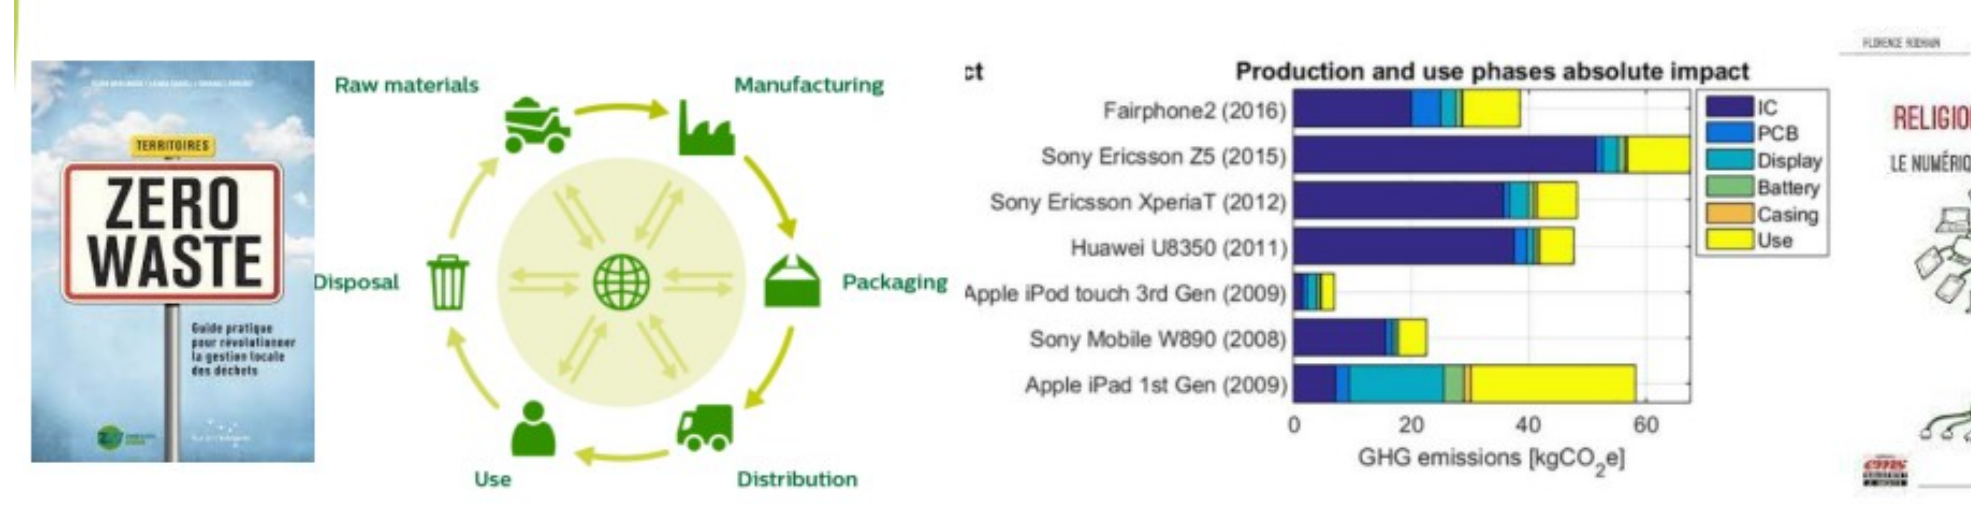 TERRITOIRES
ZERO
WASTE
Guide pratique
pour révolutionner
la gestion locale
des déchets
Raw materials
Manufacturing
Packaging
Distribution
Use
Disposal
ct
Production and use phases absolute impact
Fairphone2 (2016)
Sony Ericsson Z5 (2015)
Sony Ericsson XperiaT (2012)
Huawei U8350 (2011)
Apple iPod touch 3rd Gen (2009)
Sony Mobile W890 (2008)
Apple iPad 1st Gen (2009)
0 20 40 60
GHG emissions [kgCO2e]
IC
PCB
Display
Battery
Casing
Use
FLORENCE RODHAIN
RELIGIO
LE NUMÉRIQ
ems